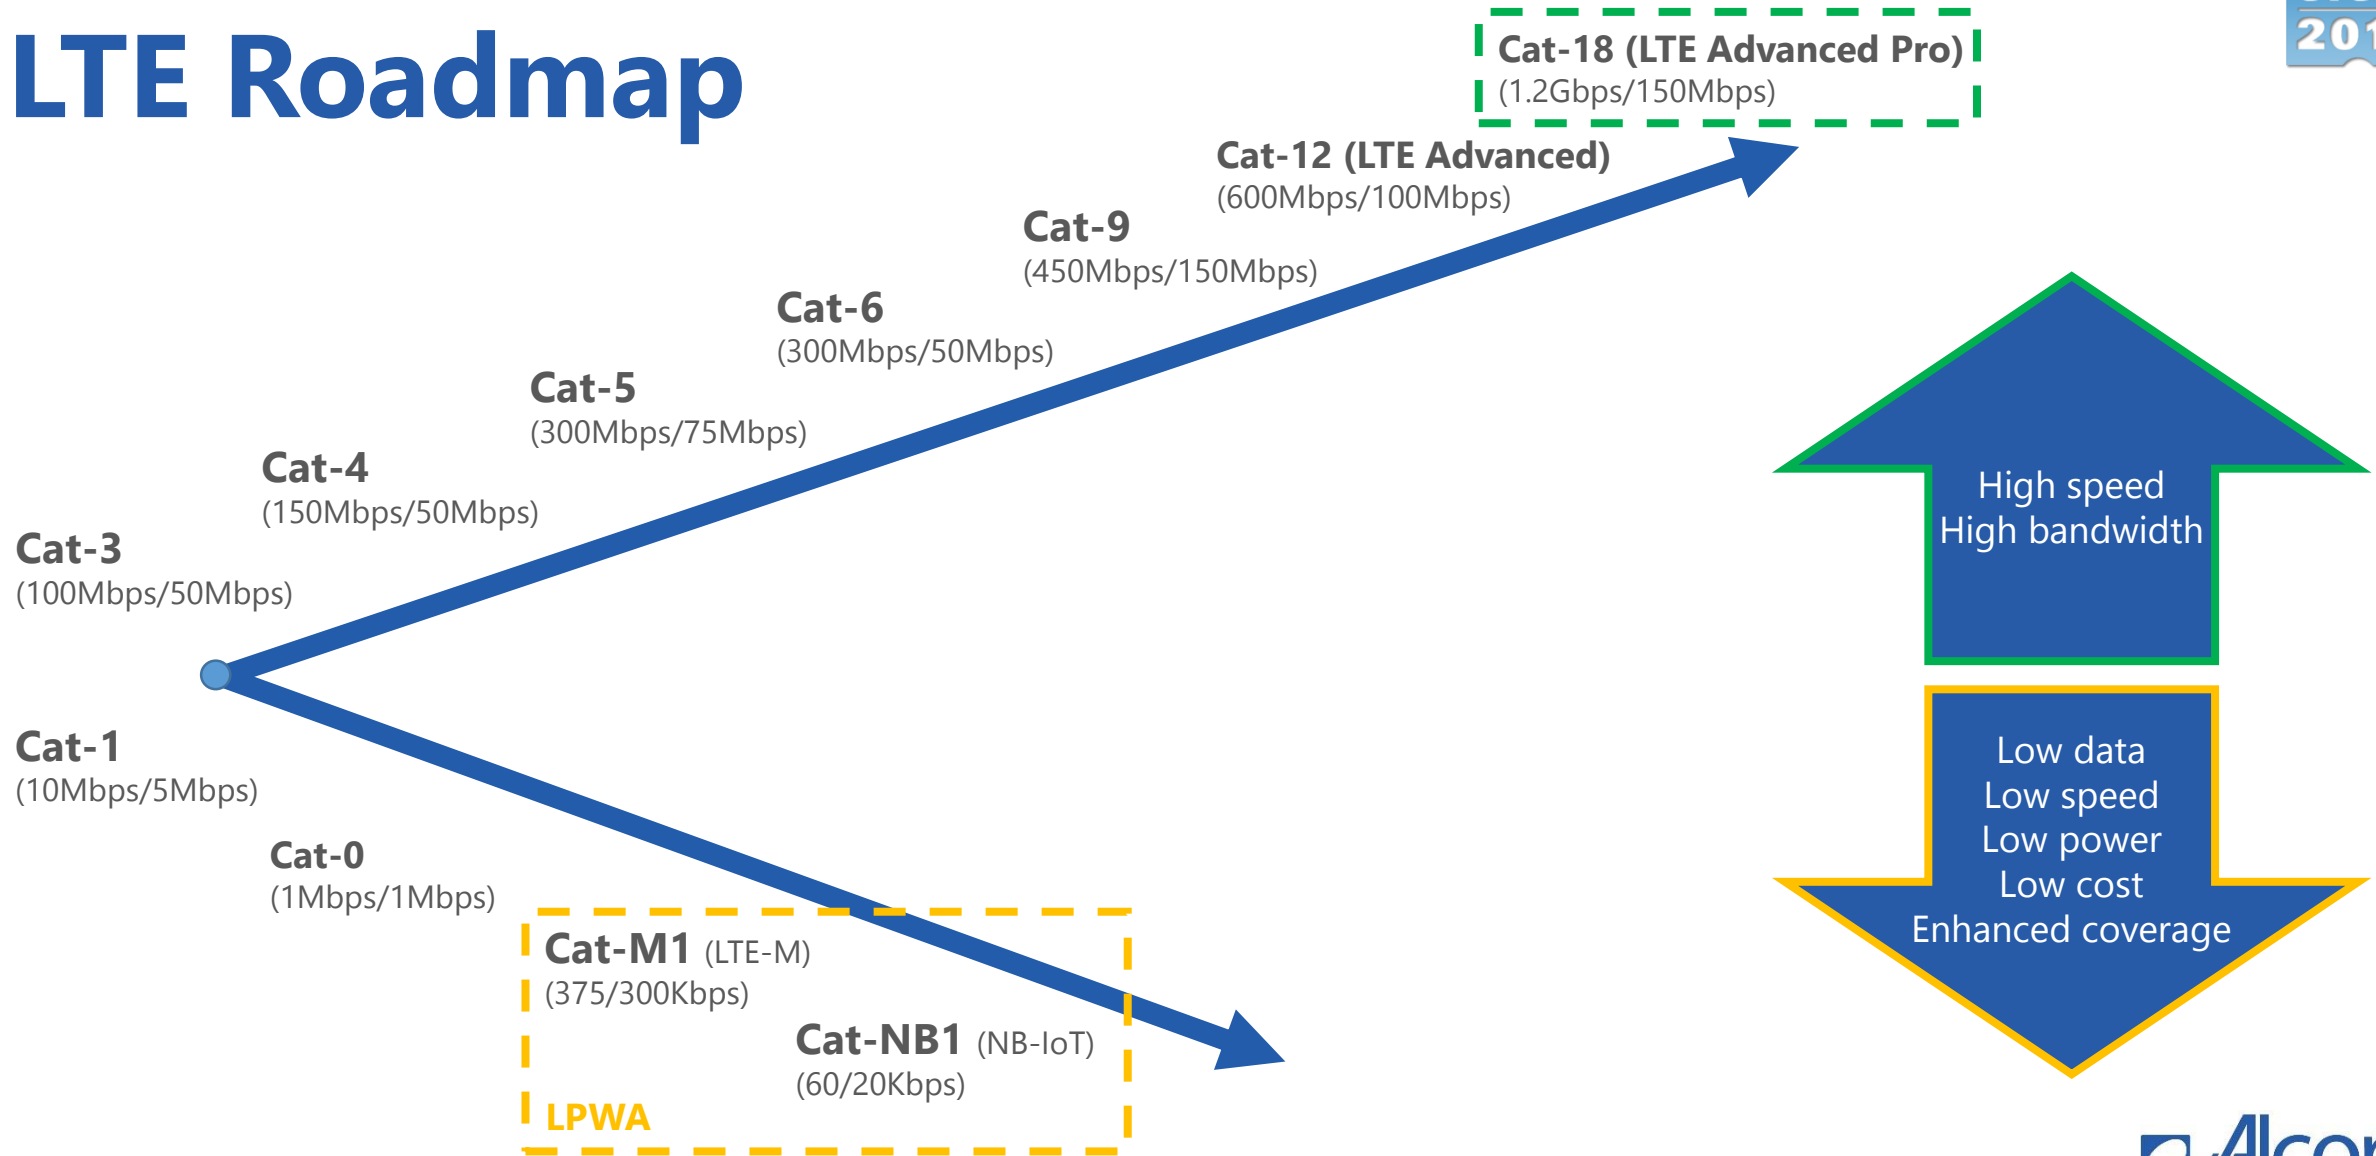 LTE Roadmap
Cat-18 (LTE Advanced Pro)
(1.2Gbps/150Mbps)
Cat-12 (LTE Advanced)
(600Mbps/100Mbps)
Cat-9
(450Mbps/150Mbps)
Cat-6
(300Mbps/50Mbps)
Cat-5
(300Mbps/75Mbps)
Cat-4
(150Mbps/50Mbps)
Cat-3
(100Mbps/50Mbps)
Cat-1
(10Mbps/5Mbps)
Cat-0
(1Mbps/1Mbps)
Cat-M1 (LTE-M)
(375/300Kbps)
Cat-NB1 (NB-IoT)
(60/20Kbps)
LPWA
High speed
High bandwidth
Low data
Low speed
Low power
Low cost
Enhanced coverage